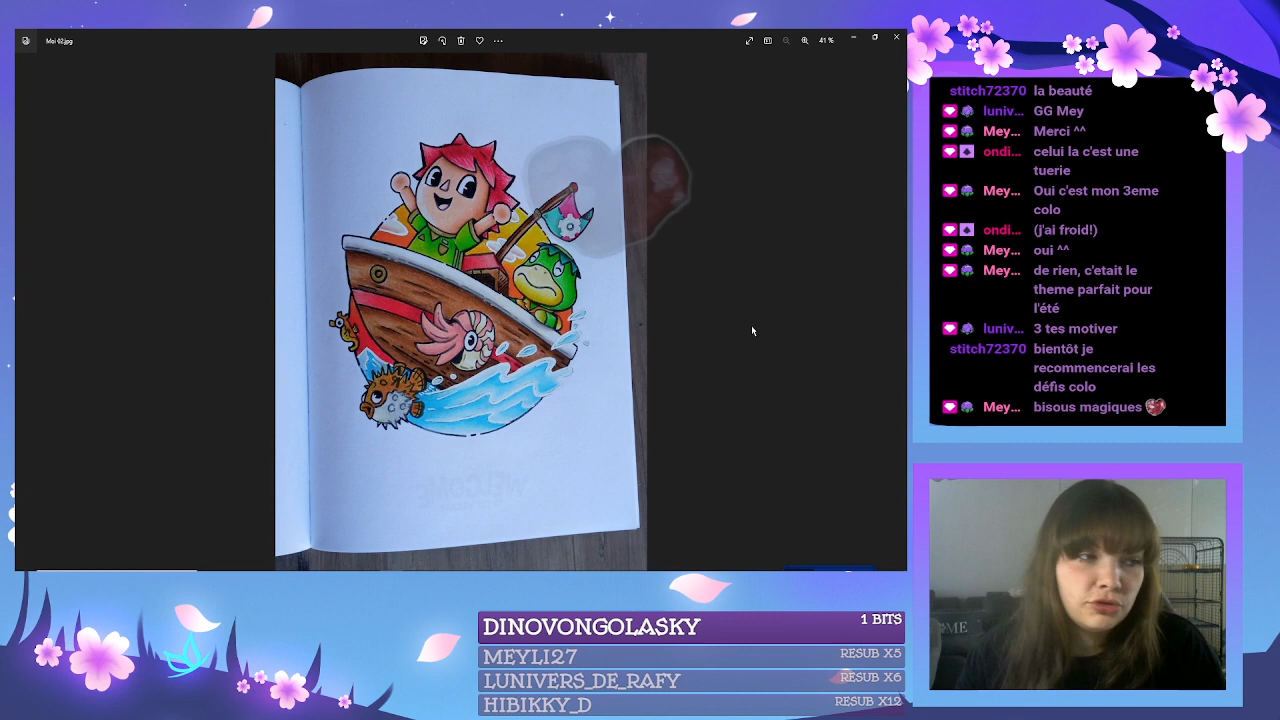 Moi 02.jpg
41 %
stitch72370 la beauté
luniv... GG Mey
Mey... Merci ^^
ondi... celui la c'est une
tuerie
Mey... Oui c'est mon 3eme
colo
ondi... (j'ai froid!)
Mey... oui ^^
Mey... de rien, c'etait le
theme parfait pour
l'été
luniv... 3 tes motiver
stitch72370 bientôt je
recommencerai les
défis colo
Mey... bisous magiques
WELCOME
DINOVONGOLASKY 1 BITS
MEYLI27 RESUB X5
LUNIVERS_DE_RAFY RESUB X6
HIBIKKY_D RESUB X12